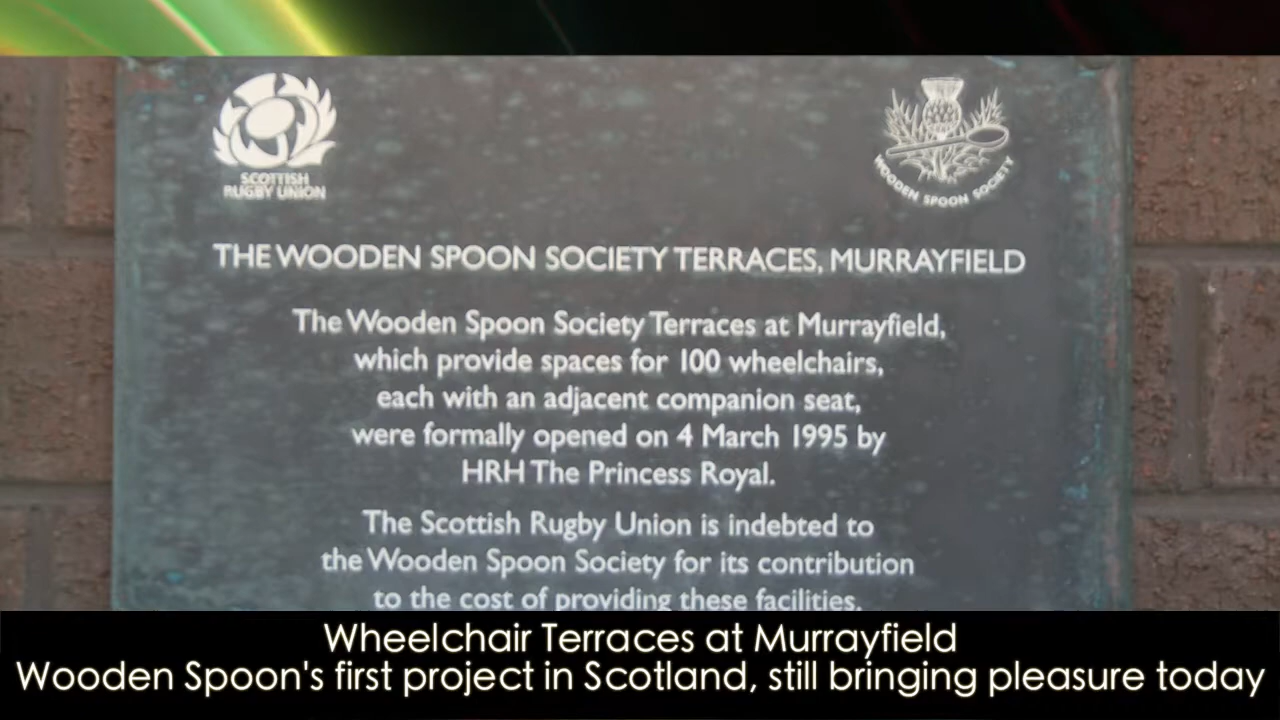 SCOTTISH
RUGBY UNION
WOODEN SPOON SOCIETY
THE WOODEN SPOON SOCIETY TERRACES, MURRAYFIELD
The Wooden Spoon Society Terraces at Murrayfield,
which provide spaces for 100 wheelchairs,
each with an adjacent companion seat,
were formally opened on 4 March 1995 by
HRH The Princess Royal.
The Scottish Rugby Union is indebted to
the Wooden Spoon Society for its contribution
to the cost of providing these facilities.
Wheelchair Terraces at Murrayfield
Wooden Spoon's first project in Scotland, still bringing pleasure today